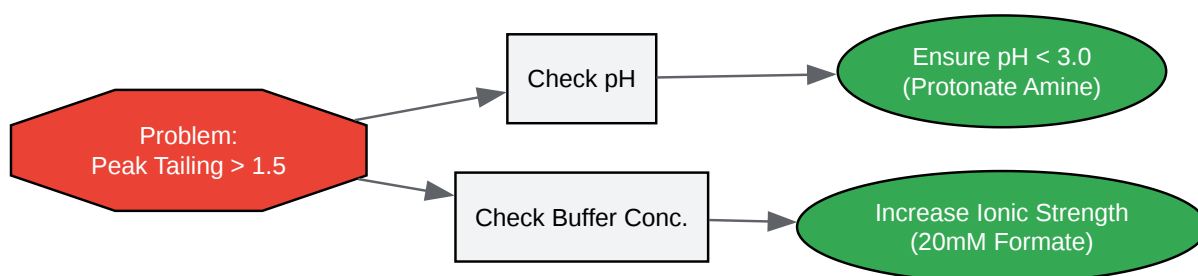 Problem:
Peak Tailing > 1.5
Check pH
Ensure pH < 3.0
(Protonate Amine)
Check Buffer Conc.
Increase Ionic Strength
(20mM Formate)